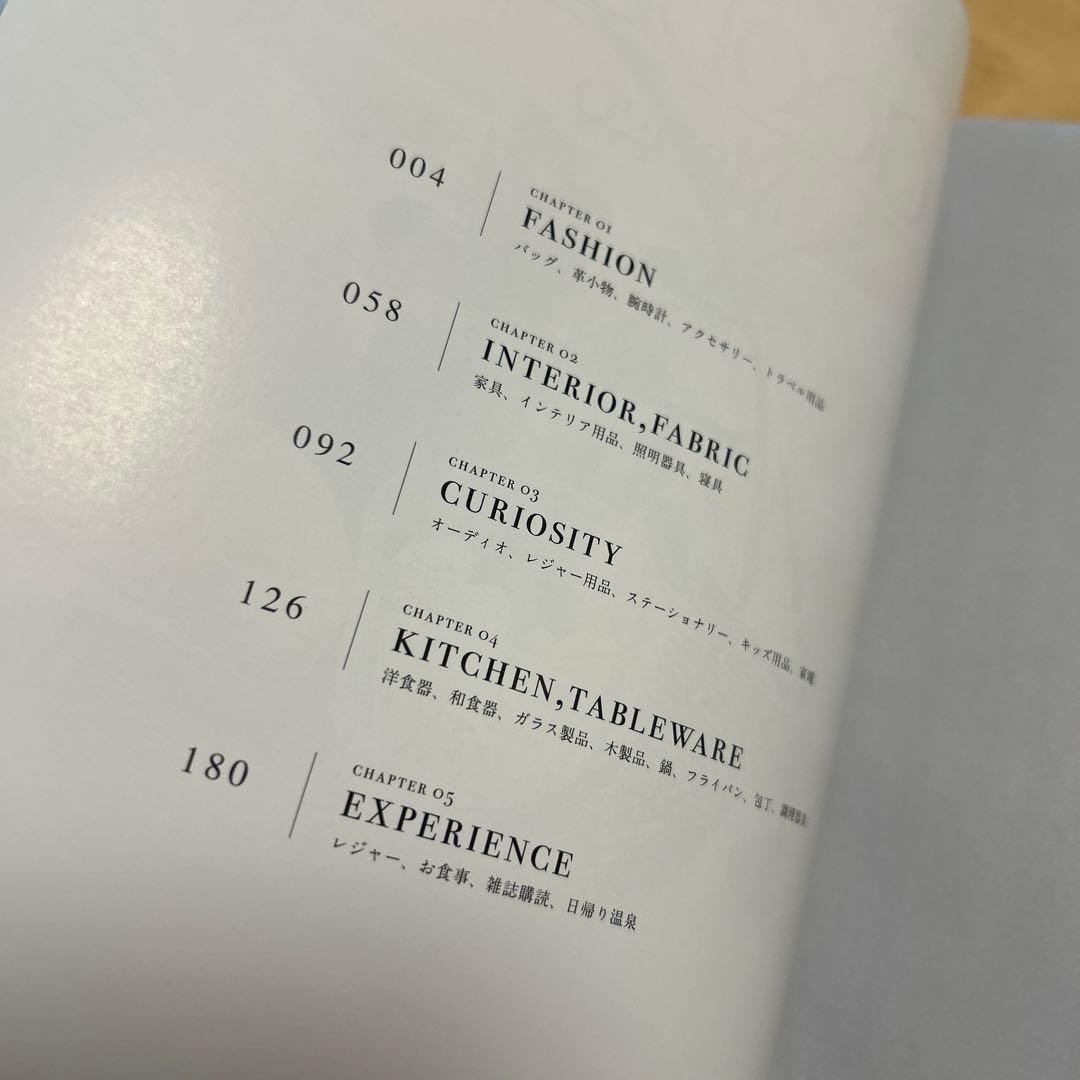 004
CHAPTER 01
FASHION
バッグ、革小物、腕時計、アクセサリー、トラベル用品
058
CHAPTER 02
INTERIOR,FABRIC
家具、インテリア用品、照明器具、寝具
092
CHAPTER 03
CURIOSITY
オーディオ、レジャー用品、ステーショナリー、キッズ用品、家電
126
CHAPTER 04
KITCHEN,TABLEWARE
洋食器、和食器、ガラス製品、木製品、鍋、フライパン、包丁、調理器具
180
CHAPTER 05
EXPERIENCE
レジャー、お食事、雑誌購読、日帰り温泉